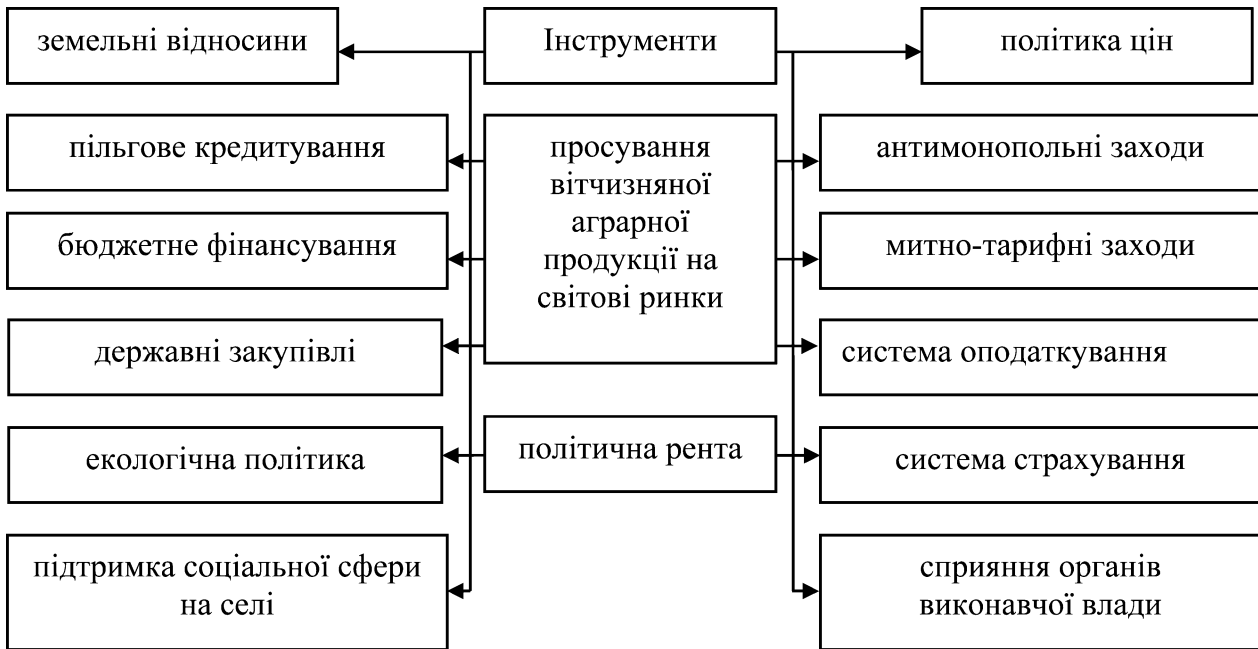 земельні відносини
Інструменти
політика цін
пільгове кредитування
просування
вітчизняної
аграрної
продукції на
світові ринки
антимонопольні заходи
бюджетне фінансування
митно-тарифні заходи
державні закупівлі
система оподаткування
екологічна політика
політична рента
система страхування
підтримка соціальної сфери
на селі
сприяння органів
виконавчої влади